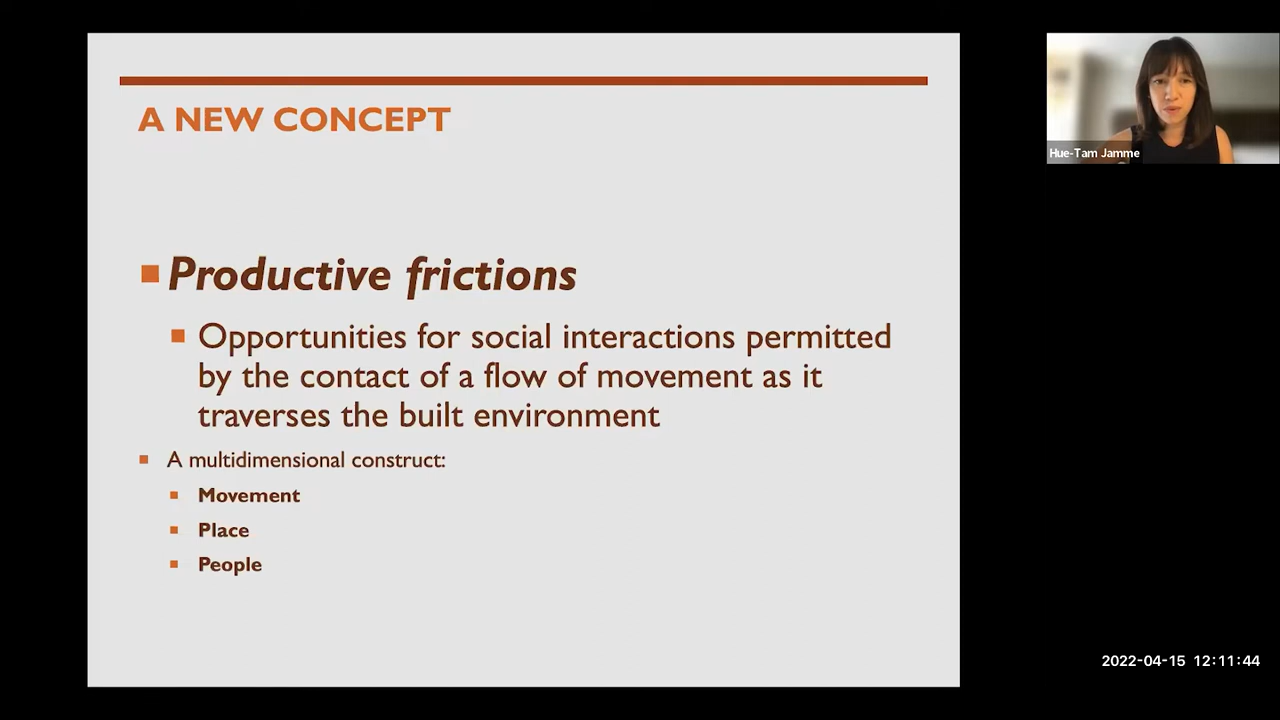 A NEW CONCEPT
Productive frictions
Opportunities for social interactions permitted
by the contact of a flow of movement as it
traverses the built environment
A multidimensional construct:
Movement
Place
People
Hue-Tam Jamme
2022-04-15 12:11:44